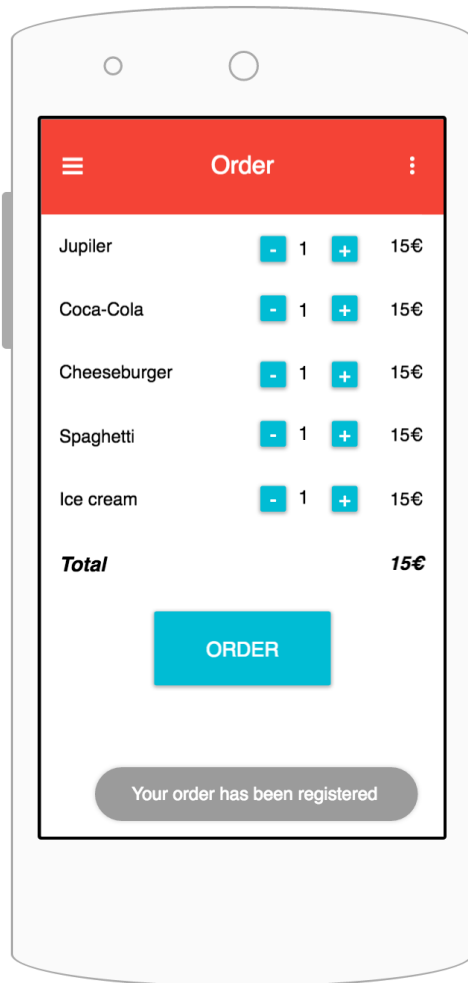 Order
Jupiler - 1 + 15€
Coca-Cola - 1 + 15€
Cheeseburger - 1 + 15€
Spaghetti - 1 + 15€
Ice cream - 1 + 15€
Total 15€
ORDER
Your order has been registered